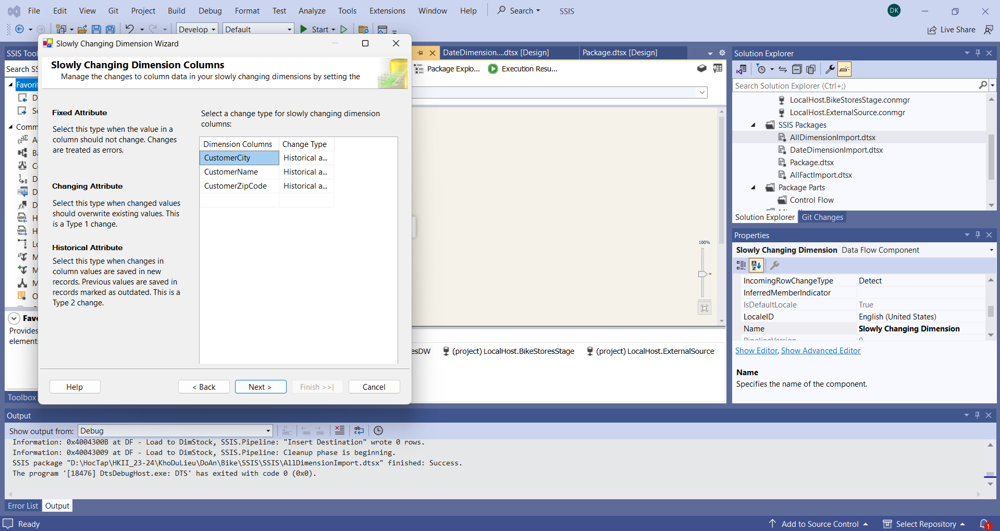 File Edit View Git Project Build Debug Format Test Analyze Tools Extensions Window Help Search SSIS DK
Develop Default Start Live Share
Slowly Changing Dimension Wizard
Slowly Changing Dimension Columns
Manage the changes to column data in your slowly changing dimensions by setting the
Fixed Attribute
Select this type when the value in a
column should not change. Changes
are treated as errors.
Changing Attribute
Select this type when changed values
should overwrite existing values. This
is a Type 1 change.
Historical Attribute
Select this type when changes in
column values are saved in new
records. Previous values are saved in
records marked as outdated. This is a
Type 2 change.
Select a change type for slowly changing dimension
columns:
Dimension Columns Change Type
CustomerCity Historical a...
CustomerName Historical a...
CustomerZipCode Historical a...
Help < Back Next > Finish >>| Cancel
SSIS Tool
Search SS
Favorit
D
So
Comm
A
Ba
C
D
D
D
H
H
Lo
M
M
M
O
Favo
Provides
element
Toolbox
DateDimension....dtsx [Design] Package.dtsx [Design]
Package Explo... Execution Resu...
100%
esDW (project) LocalHost.BikeStoresStage (project) LocalHost.ExternalSource
Solution Explorer
Search Solution Explorer (Ctrl+;)
LocalHost.BikeStoresStage.conmgr
LocalHost.ExternalSource.conmgr
SSIS Packages
AllDimensionImport.dtsx
DateDimensionImport.dtsx
Package.dtsx
AllFactImport.dtsx
Package Parts
Control Flow
Solution Explorer Git Changes
Properties
Slowly Changing Dimension Data Flow Component
IncomingRowChangeType Detect
InferredMemberIndicator
IsDefaultLocale True
LocaleID English (United States)
Name Slowly Changing Dimension
PipelineVersion 0
Show Editor, Show Advanced Editor
Name
Specifies the name of the component.
Output
Show output from: Debug
Information: 0x4004300B at DF - Load to DimStock, SSIS.Pipeline: "Insert Destination" wrote 0 rows.
Information: 0x40043009 at DF - Load to DimStock, SSIS.Pipeline: Cleanup phase is beginning.
SSIS package "D:\HocTap\HKII_23-24\KhoDuLieu\DoAn\Bike\SSIS\SSIS\AllDimensionImport.dtsx" finished: Success.
The program '[18476] DtsDebugHost.exe: DTS' has exited with code 0 (0x0).
Error List Output
Ready Add to Source Control Select Repository 1